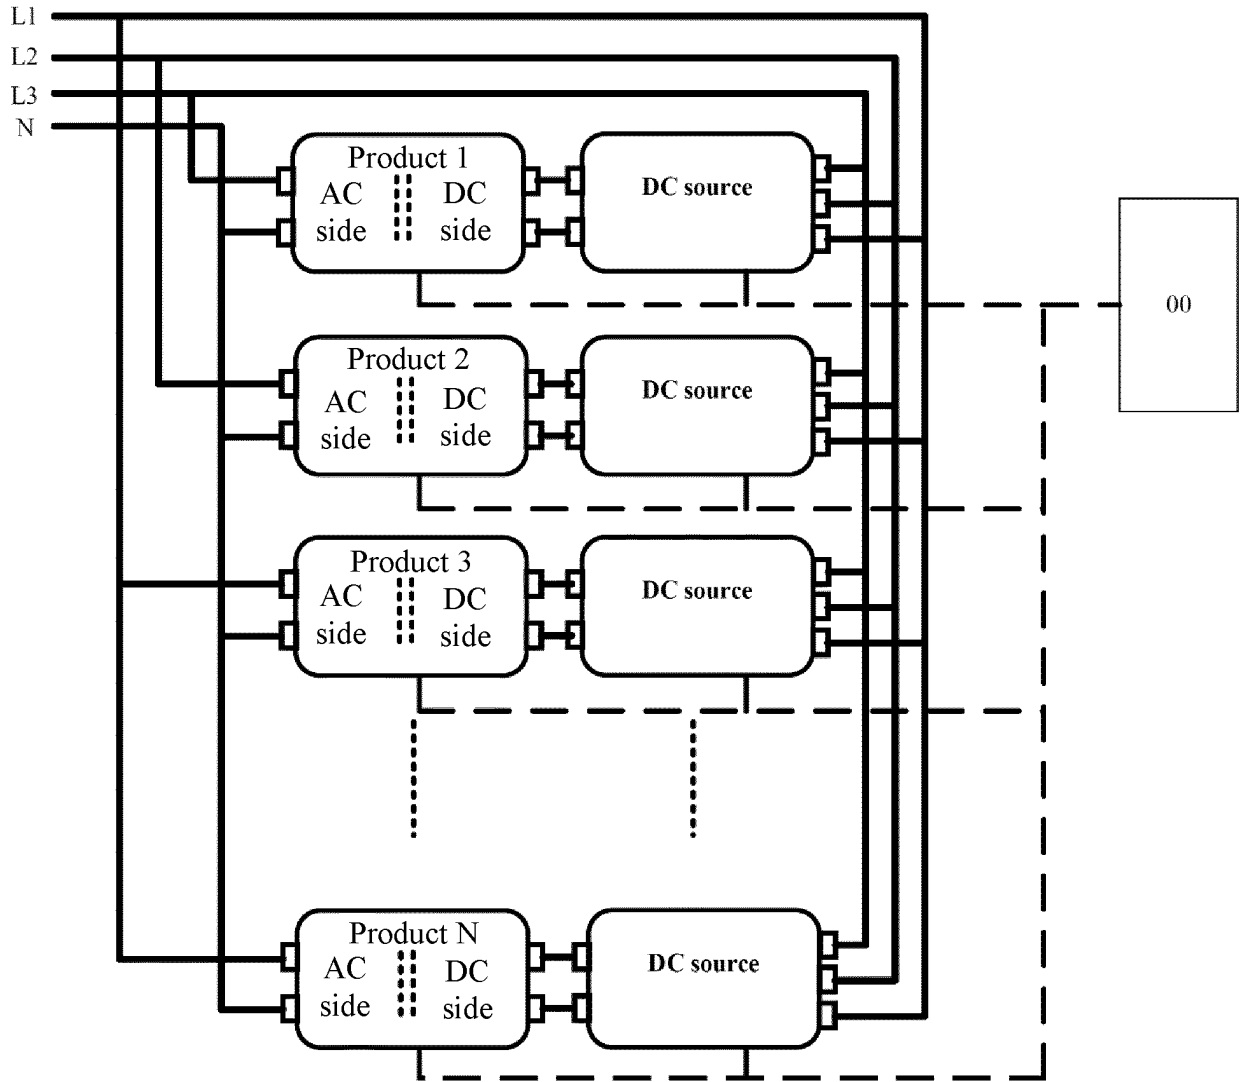 L1
L2
L3
N
Product 1
AC side
DC side
DC source
00
Product 2
AC side
DC side
DC source
Product 3
AC side
DC side
DC source
Product N
AC side
DC side
DC source